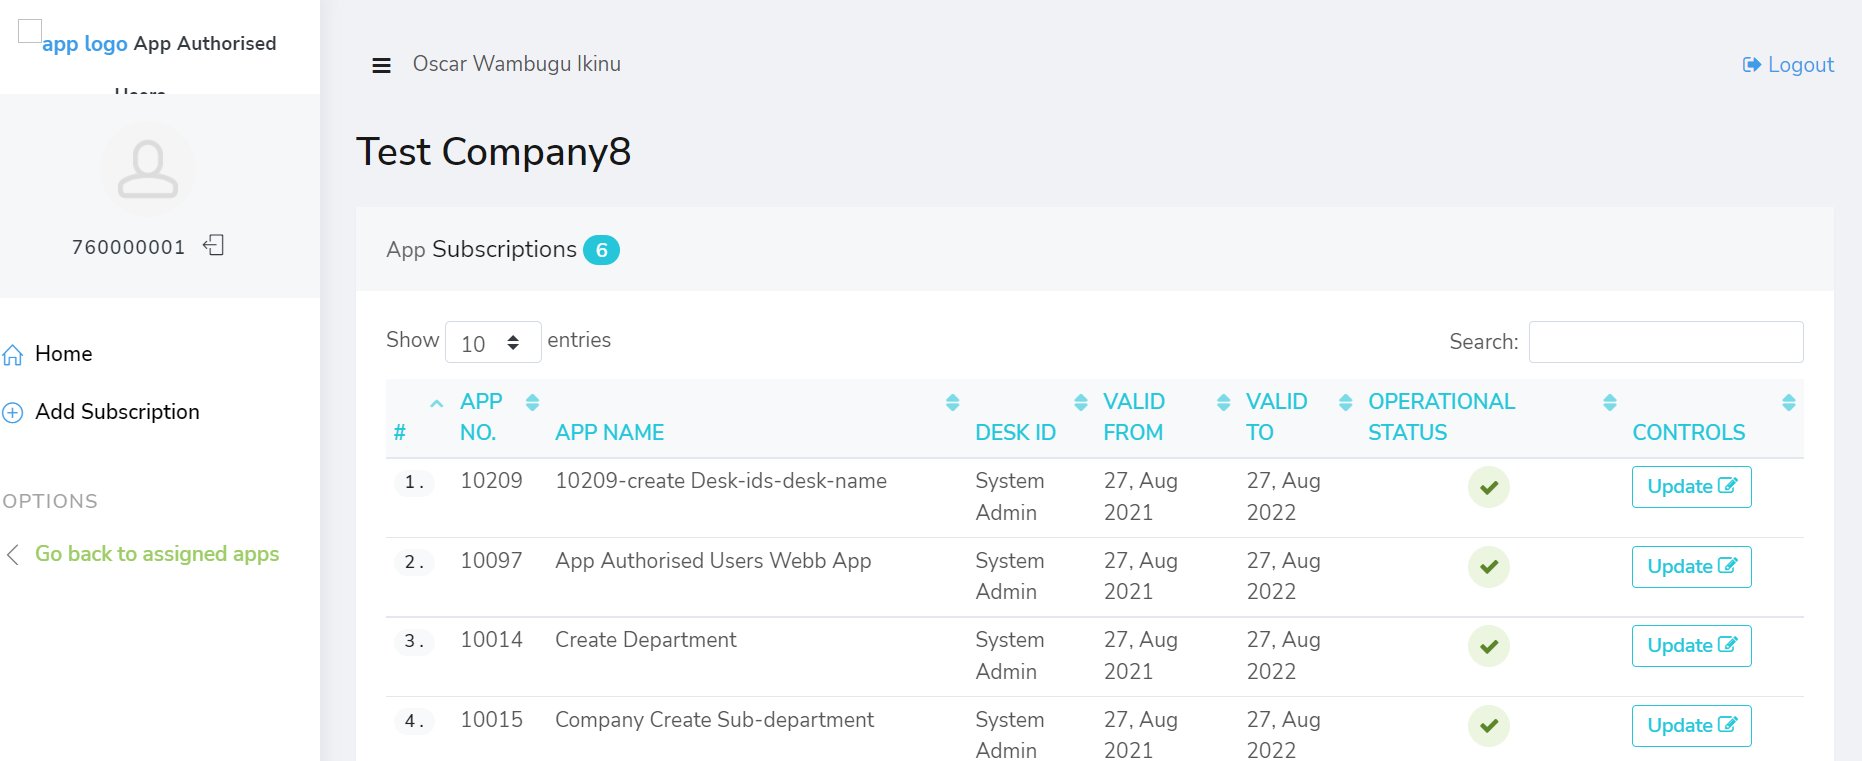 app logo App Authorised
Users
760000001
Home
Add Subscription
OPTIONS
Go back to assigned apps
Oscar Wambugu Ikinu
Logout
Test Company8
App Subscriptions 6
Show 10 entries
Search:
# APP NO. APP NAME DESK ID VALID FROM VALID TO OPERATIONAL STATUS CONTROLS
1. 10209 10209-create Desk-ids-desk-name System Admin 27, Aug 2021 27, Aug 2022 Update
2. 10097 App Authorised Users Webb App System Admin 27, Aug 2021 27, Aug 2022 Update
3. 10014 Create Department System Admin 27, Aug 2021 27, Aug 2022 Update
4. 10015 Company Create Sub-department System Admin 27, Aug 2021 27, Aug 2022 Update